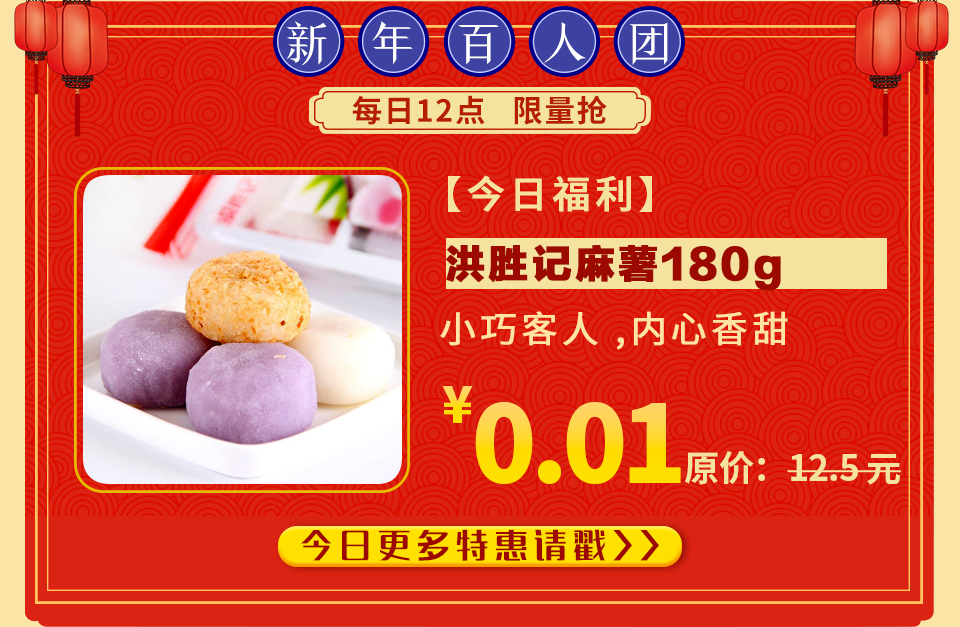 新年百人团
每日12点 限量抢
【今日福利】
洪胜记麻薯180g
小巧客人 ,内心香甜
¥0.01 原价：12.5元
今日更多特惠请戳>>